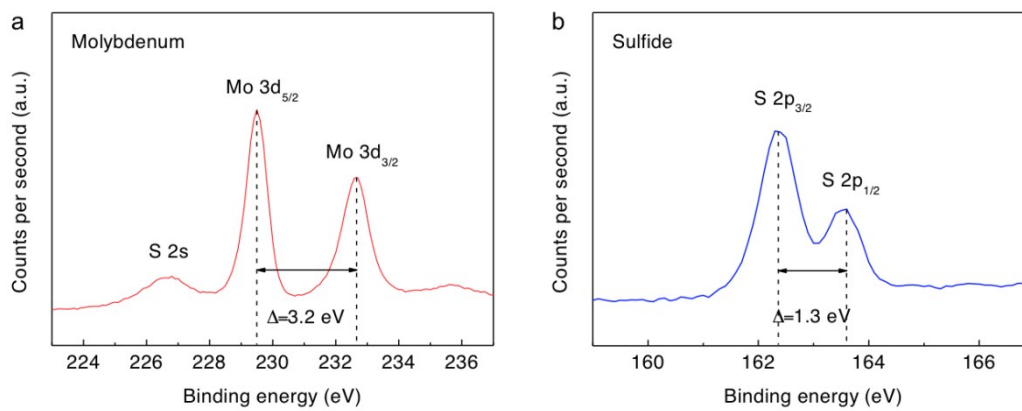 a
Molybdenum
Counts per second (a.u.)
Mo 3d5/2
Mo 3d3/2
S 2s
Δ=3.2 eV
224 226 228 230 232 234 236
Binding energy (eV)
b
Sulfide
Counts per second (a.u.)
S 2p3/2
S 2p1/2
Δ=1.3 eV
160 162 164 166
Binding energy (eV)